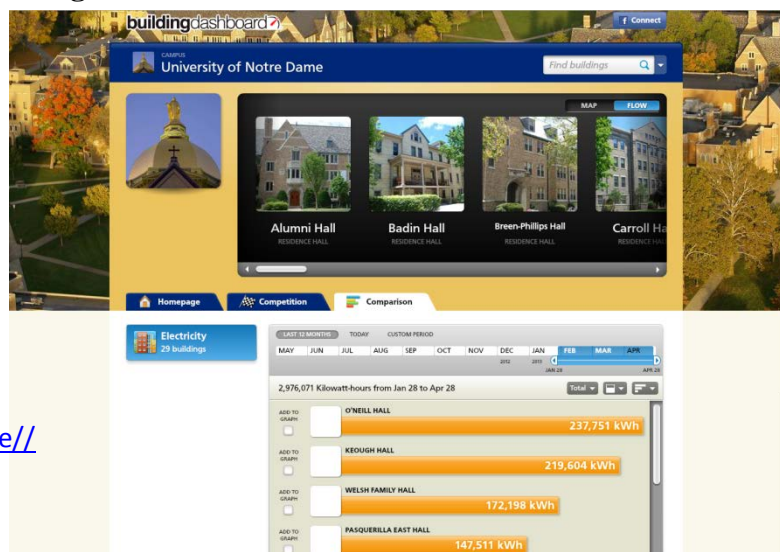 buildingdashboard
f Connect
CAMPUS
University of Notre Dame
Find buildings
MAP FLOW
Alumni Hall
RESIDENCE HALL
Badin Hall
RESIDENCE HALL
Breen-Phillips Hall
RESIDENCE HALL
Carroll Ha
RESIDENCE HA
Homepage
Competition
Comparison
Electricity
29 buildings
LAST 12 MONTHS TODAY CUSTOM PERIOD
MAY JUN JUL AUG SEP OCT NOV DEC JAN FEB MAR APR
2012 2013
JAN 28 APR 28
2,976,071 Kilowatt-hours from Jan 28 to Apr 28
Total
ADD TO
GRAPH
O'NEILL HALL
237,751 kWh
ADD TO
GRAPH
KEOUGH HALL
219,604 kWh
ADD TO
GRAPH
WELSH FAMILY HALL
172,198 kWh
ADD TO
GRAPH
PASQUERILLA EAST HALL
147,511 kWh
e//